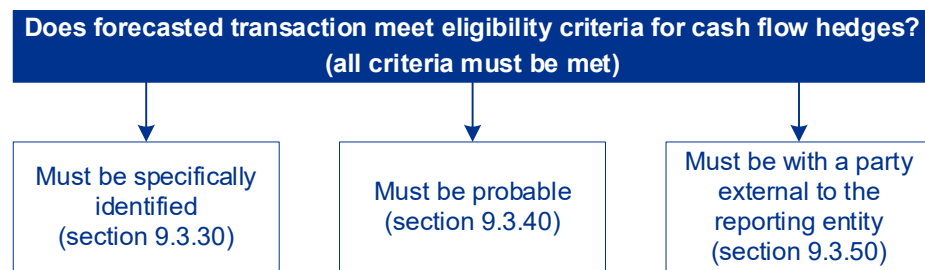 Does forecasted transaction meet eligibility criteria for cash flow hedges?
(all criteria must be met)
Must be specifically
identified
(section 9.3.30)
Must be probable
(section 9.3.40)
Must be with a party
external to the
reporting entity
(section 9.3.50)